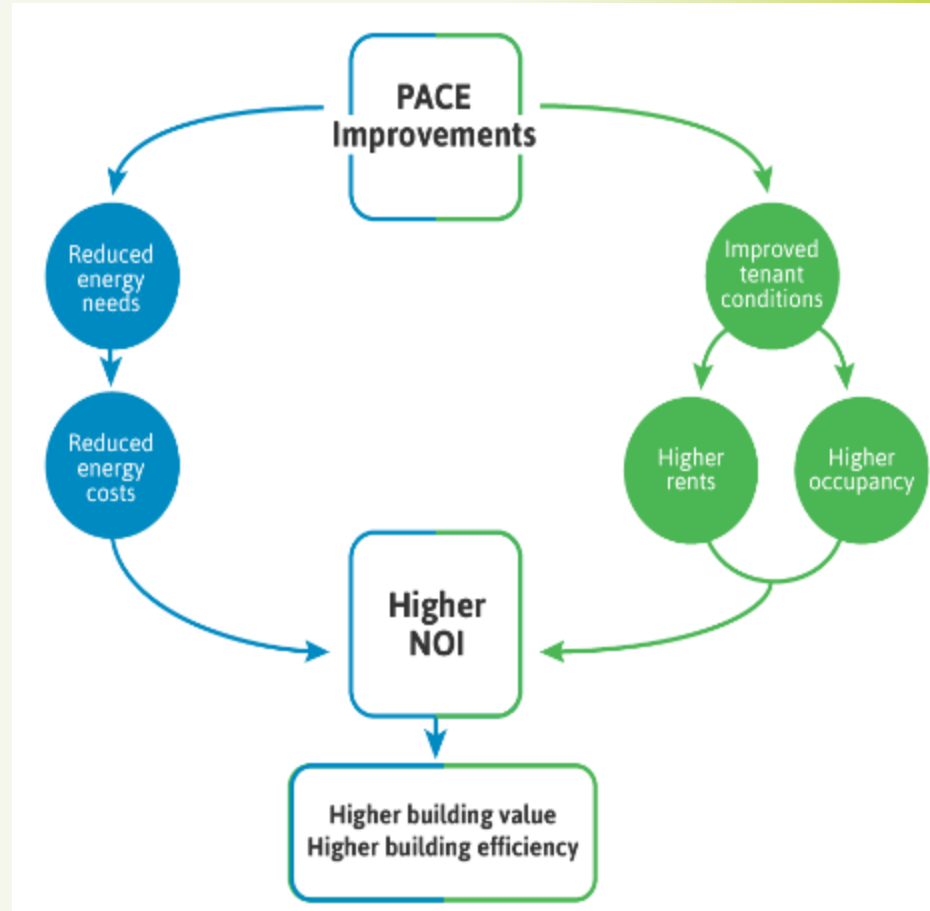 PACE
Improvements
Reduced
energy
needs
Improved
tenant
conditions
Reduced
energy
costs
Higher
rents
Higher
occupancy
Higher
NOI
Higher building value
Higher building efficiency